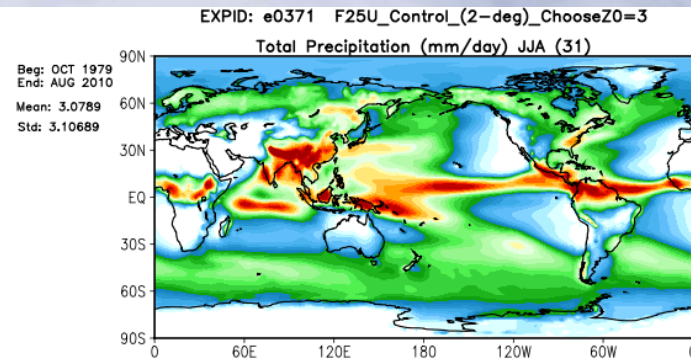 EXPID: e0371 F25U_Control_(2-deg)_ChooseZ0=3
Total Precipitation (mm/day) JJA (31)
Beg: OCT 1979
End: AUG 2010
Mean: 3.0789
Std: 3.10689
90N
60N
30N
EQ
30S
60S
90S
0 60E 120E 180 120W 60W